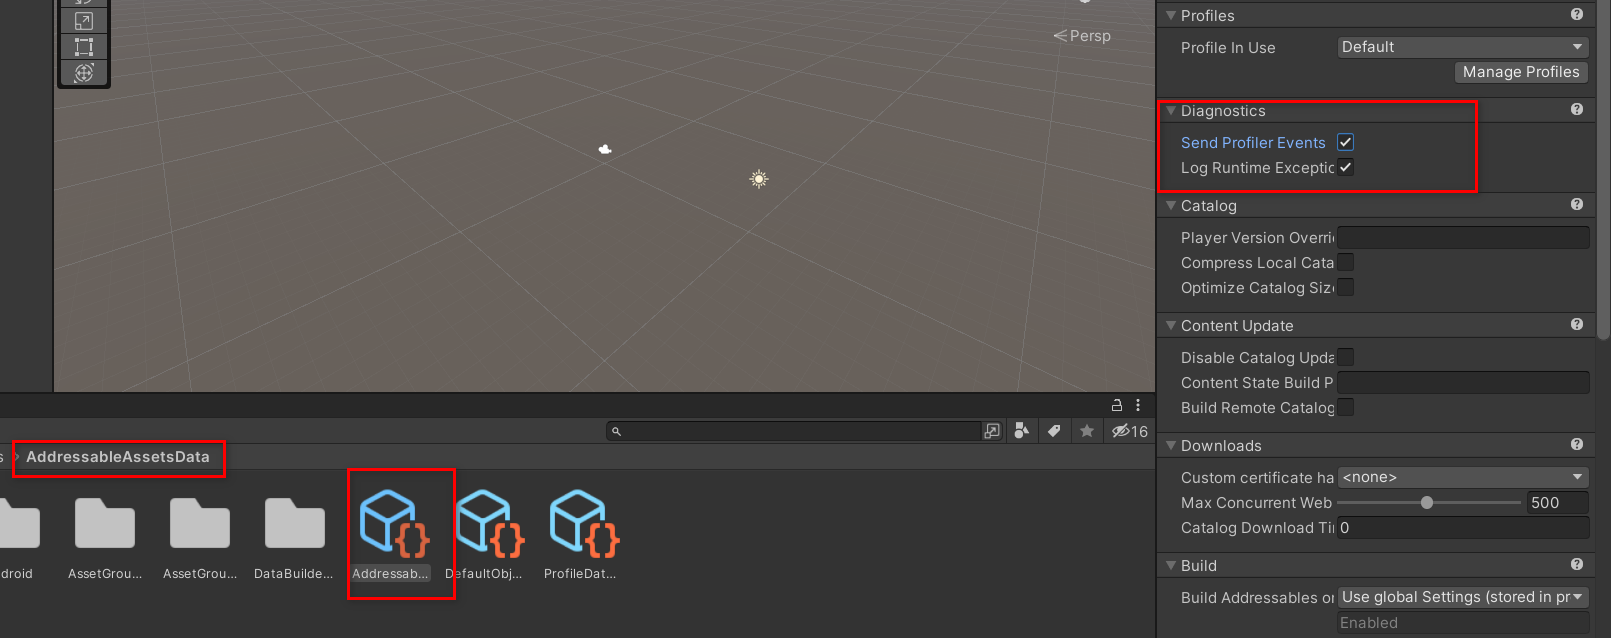 Persp
Profiles
Profile In Use
Default
Manage Profiles
Diagnostics
Send Profiler Events
Log Runtime Exceptio
Catalog
Player Version Overri
Compress Local Cata
Optimize Catalog Siz
Content Update
Disable Catalog Upda
Content State Build P
Build Remote Catalog
Downloads
Custom certificate ha
<none>
Max Concurrent Web
500
Catalog Download Ti
0
Build
Build Addressables or
Use global Settings (stored in pr
Enabled
16
s > AddressableAssetsData
droid
AssetGrou...
AssetGrou...
DataBuilde...
Addressab...
DefaultObj...
ProfileDat...